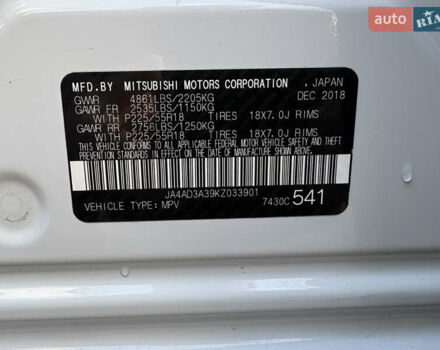 AUTO.RIA
MFD.BY MITSUBISHI MOTORS CORPORATION , JAPAN
GVWR 4861LBS/2205KG DEC 2018
GAWR FR 2535LBS/1150KG
WITH P225/55R18 TIRES 18X7.0J RIMS
GAWR RR 2756LBS/1250KG
WITH P225/55R18 TIRES 18X7.0J RIMS
THIS VEHICLE CONFORMS TO ALL APPLICABLE FEDERAL
MOTOR VEHICLE SAFETY AND THEFT PREVENTION
STANDARDS IN EFFECT ON THE DATE OF MANUFACTURE
SHOWN ABOVE.
JA4AD3A39KZ033901
VEHICLE TYPE: MPV 7430C 541